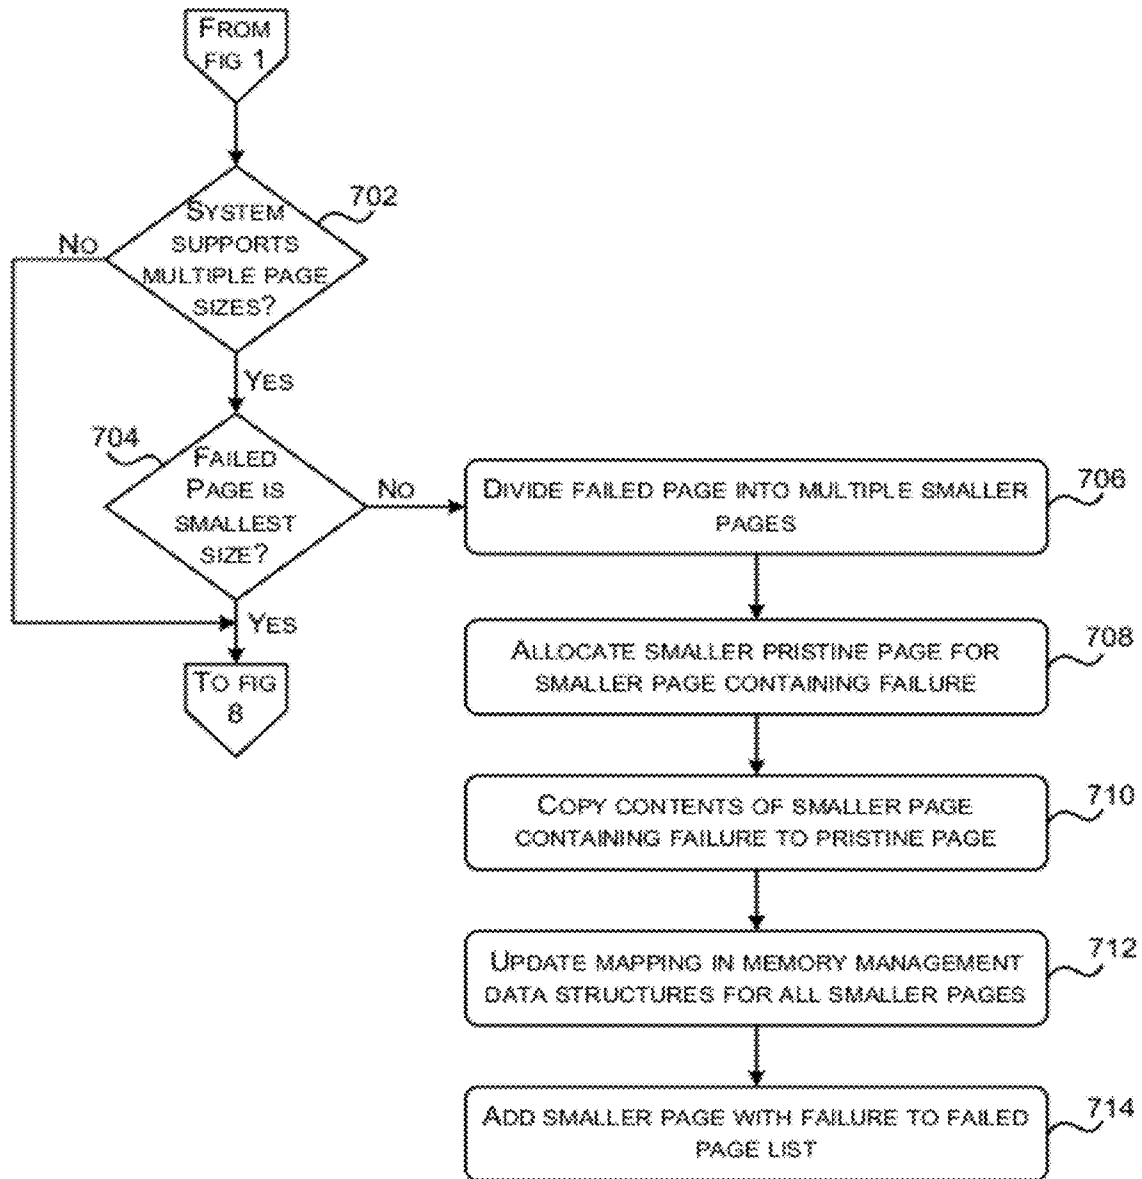 FROM
FIG 1
702
SYSTEM
SUPPORTS
MULTIPLE PAGE
SIZES?
NO
YES
704
FAILED
PAGE IS
SMALLEST
SIZE?
NO
YES
TO FIG
8
DIVIDE FAILED PAGE INTO MULTIPLE SMALLER
PAGES
706
ALLOCATE SMALLER PRISTINE PAGE FOR
SMALLER PAGE CONTAINING FAILURE
708
COPY CONTENTS OF SMALLER PAGE
CONTAINING FAILURE TO PRISTINE PAGE
710
UPDATE MAPPING IN MEMORY MANAGEMENT
DATA STRUCTURES FOR ALL SMALLER PAGES
712
ADD SMALLER PAGE WITH FAILURE TO FAILED
PAGE LIST
714